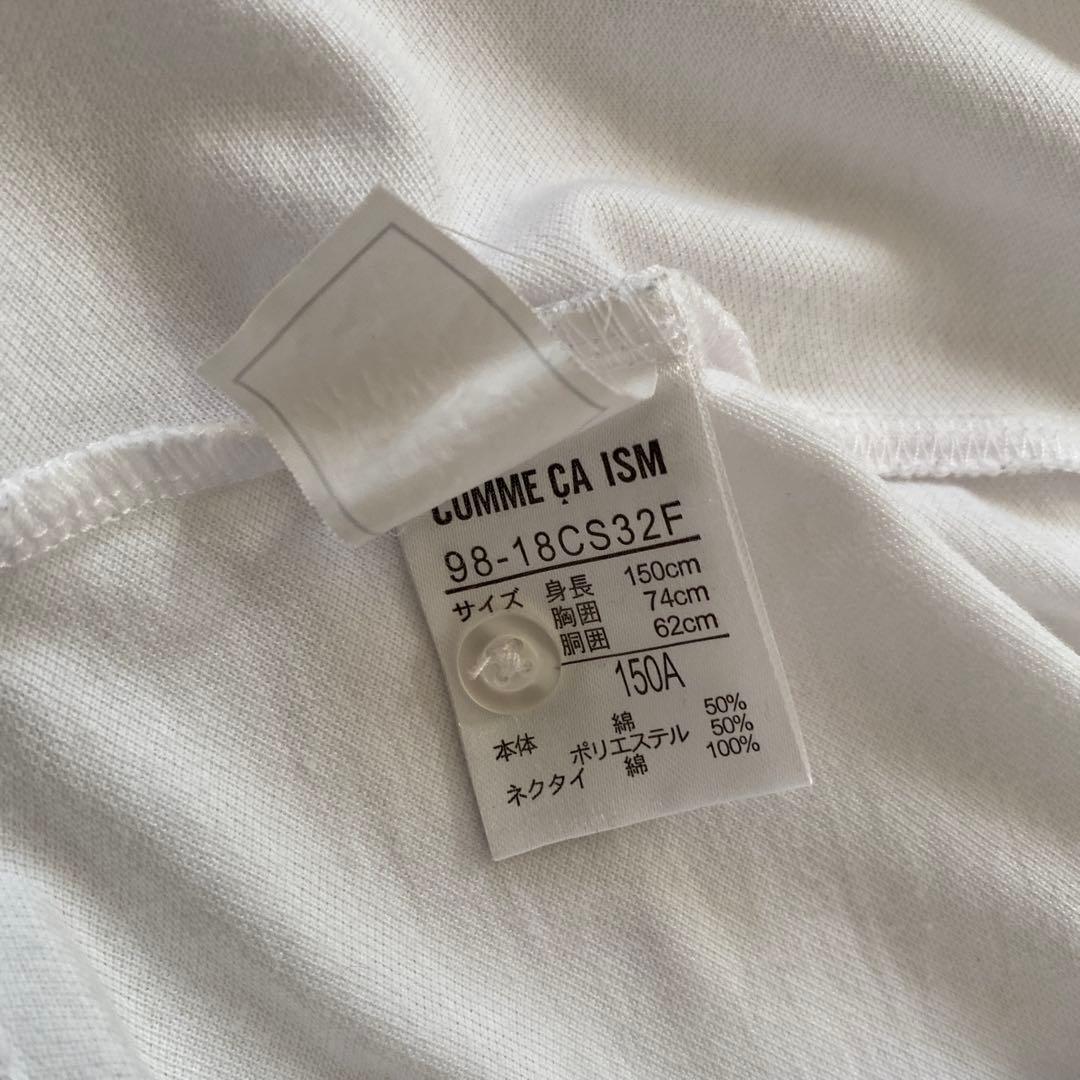 COMME ÇA ISM
98-18CS32F
サイズ 身長 150cm
胸囲 74cm
胴囲 62cm
150A
本体 綿 50%
ポリエステル 50%
ネクタイ 綿 100%